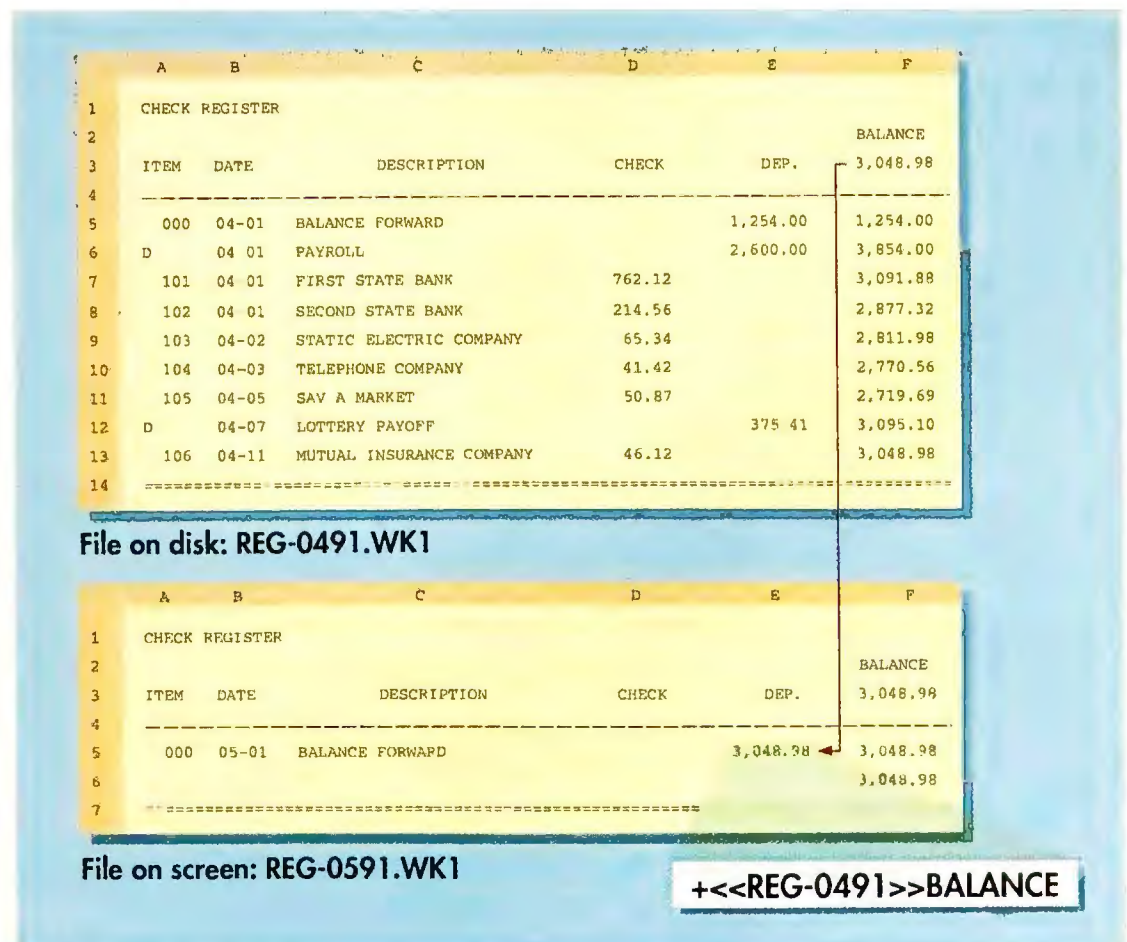 A B C D E F
1 CHECK REGISTER
2 BALANCE
3 ITEM DATE DESCRIPTION CHECK DEP. 3,048.98
4 --------------------------------------------------------------
5 000 04-01 BALANCE FORWARD 1,254.00 1,254.00
6 D 04 01 PAYROLL 2,600.00 3,854.00
7 101 04 01 FIRST STATE BANK 762.12 3,091.88
8 102 04 01 SECOND STATE BANK 214.56 2,877.32
9 103 04-02 STATIC ELECTRIC COMPANY 65.34 2,811.98
10 104 04-03 TELEPHONE COMPANY 41.42 2,770.56
11 105 04-05 SAV A MARKET 50.87 2,719.69
12 D 04-07 LOTTERY PAYOFF 375 41 3,095.10
13 106 04-11 MUTUAL INSURANCE COMPANY 46.12 3,048.98
14 ==============================================================
File on disk: REG-0491.WK1
A B C D E F
1 CHECK REGISTER
2 BALANCE
3 ITEM DATE DESCRIPTION CHECK DEP. 3,048.98
4 --------------------------------------------------------------
5 000 05-01 BALANCE FORWARD 3,048.98 3,048.98
6 3,048.98
7 ==================================================
File on screen: REG-0591.WK1
+<<REG-0491>>BALANCE